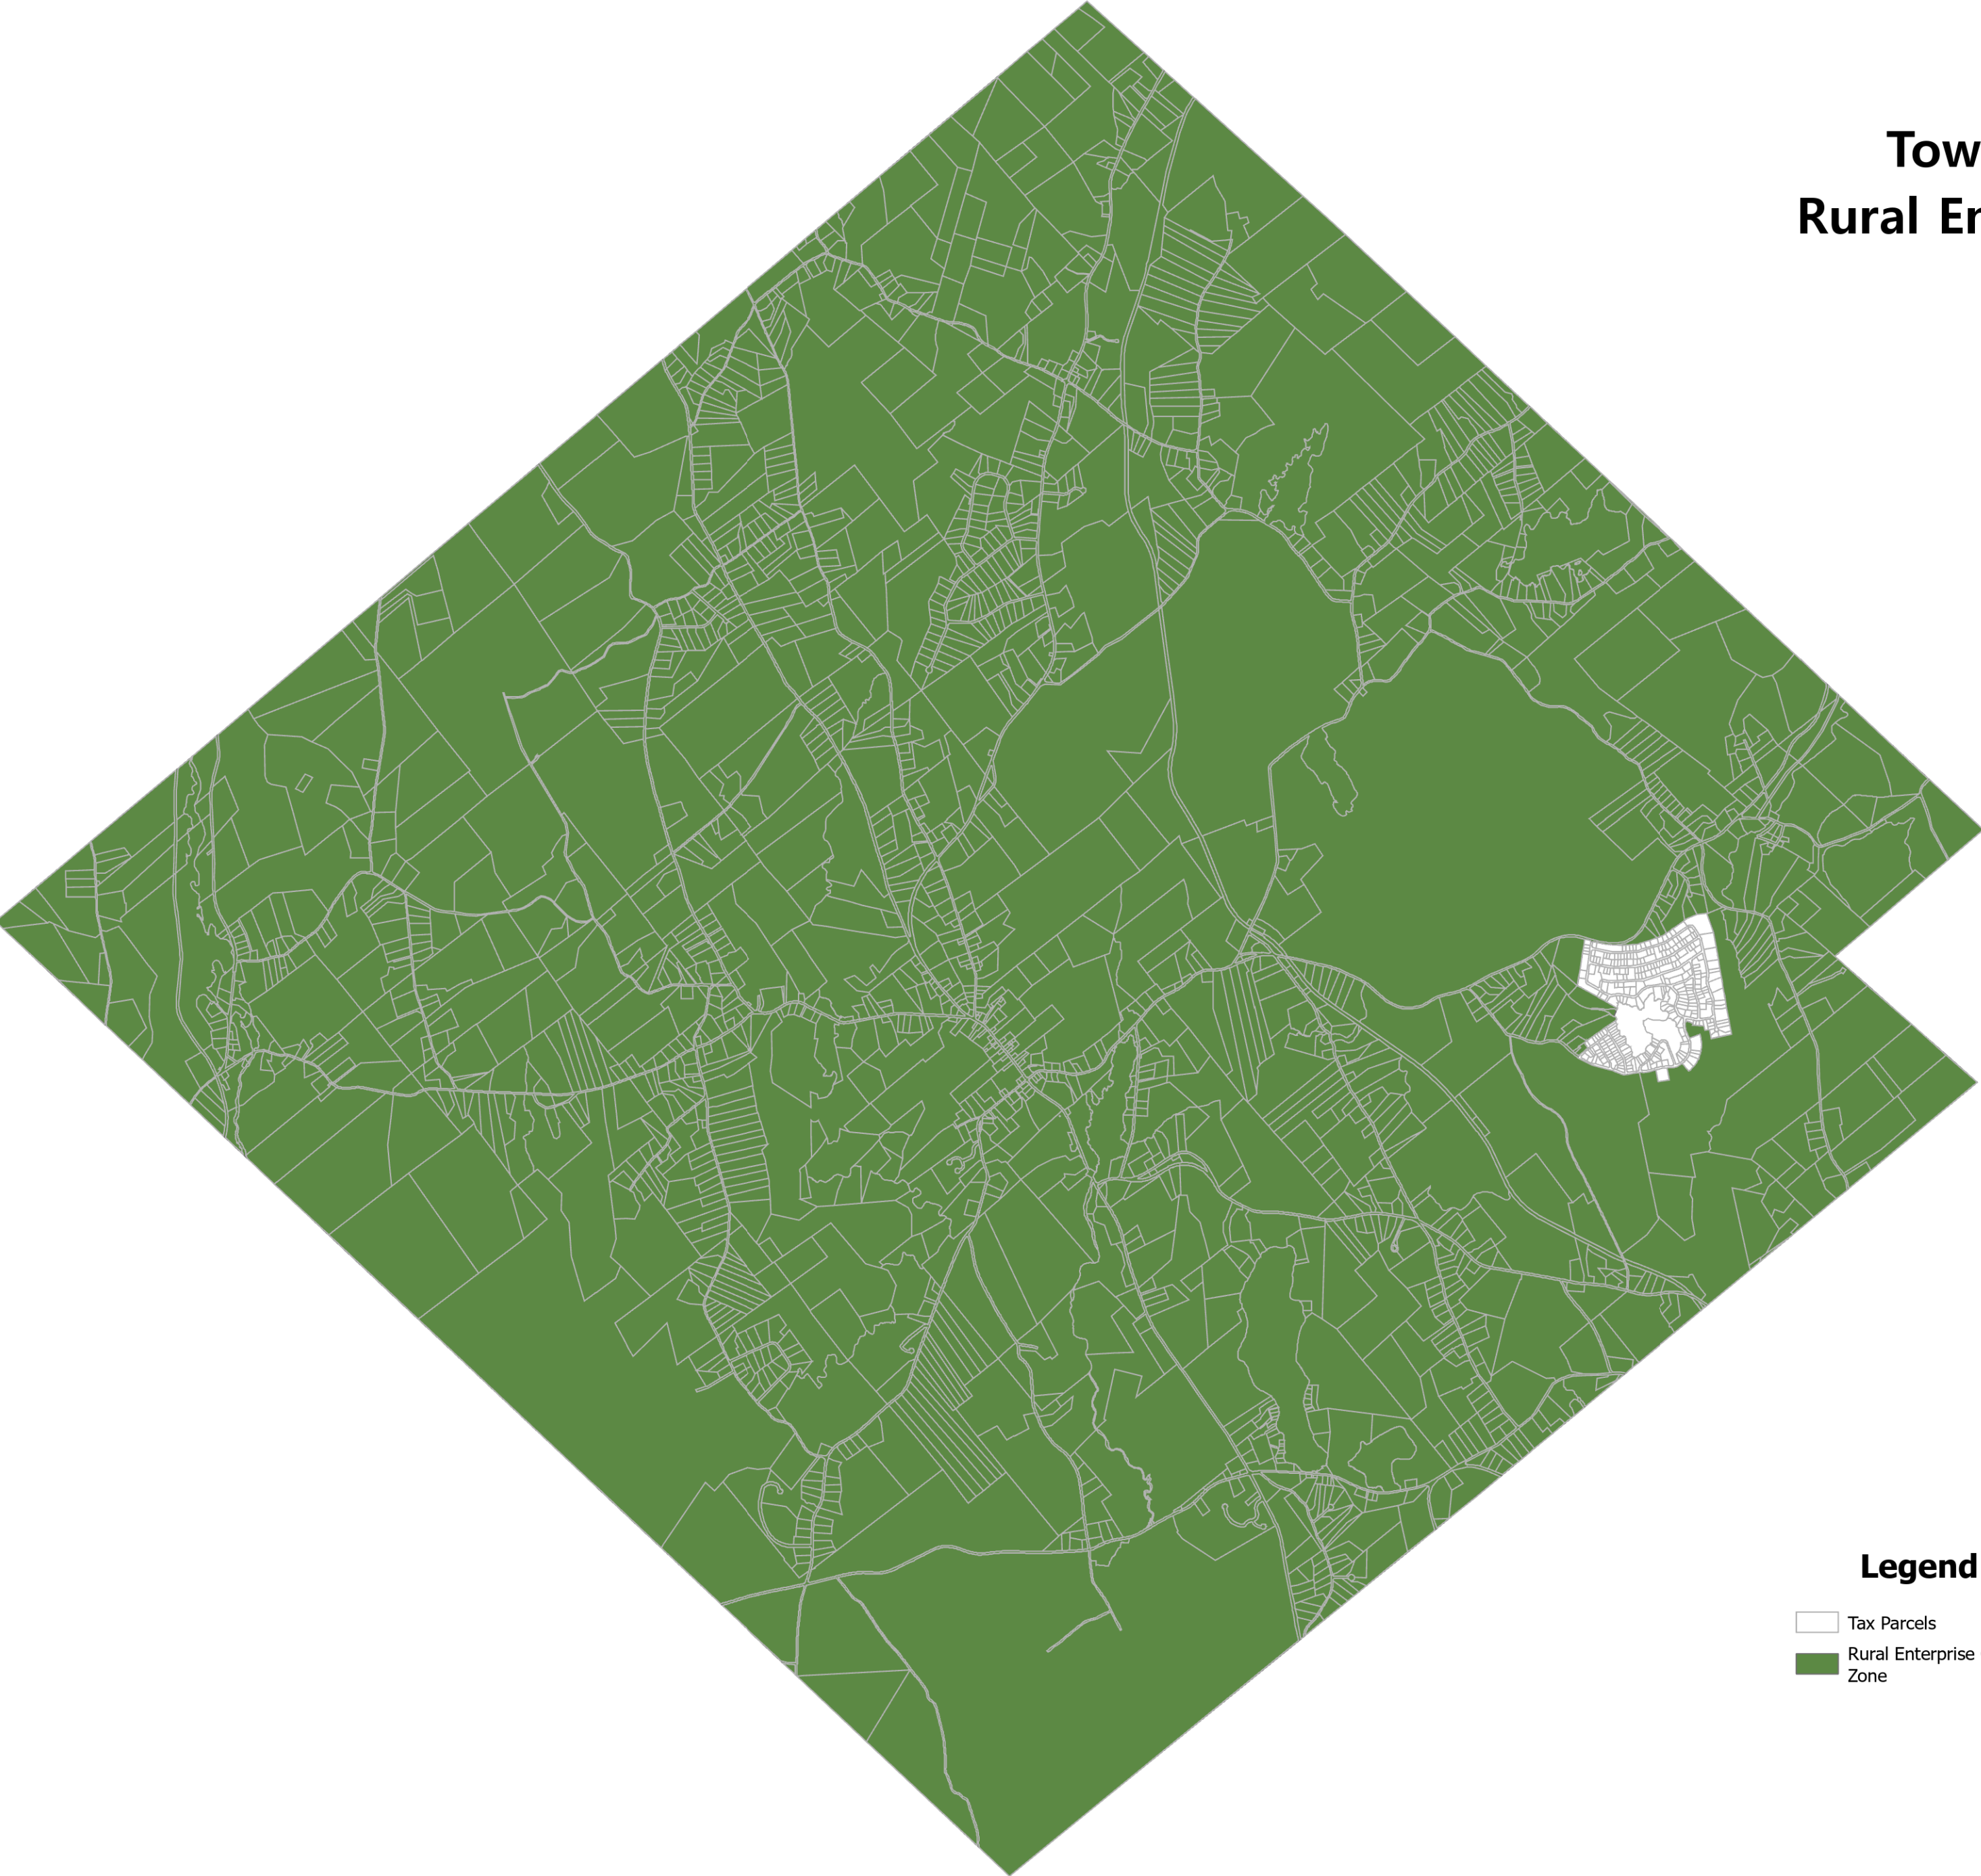 Tow
Rural En
Legend
Tax Parcels
Rural Enterprise
Zone